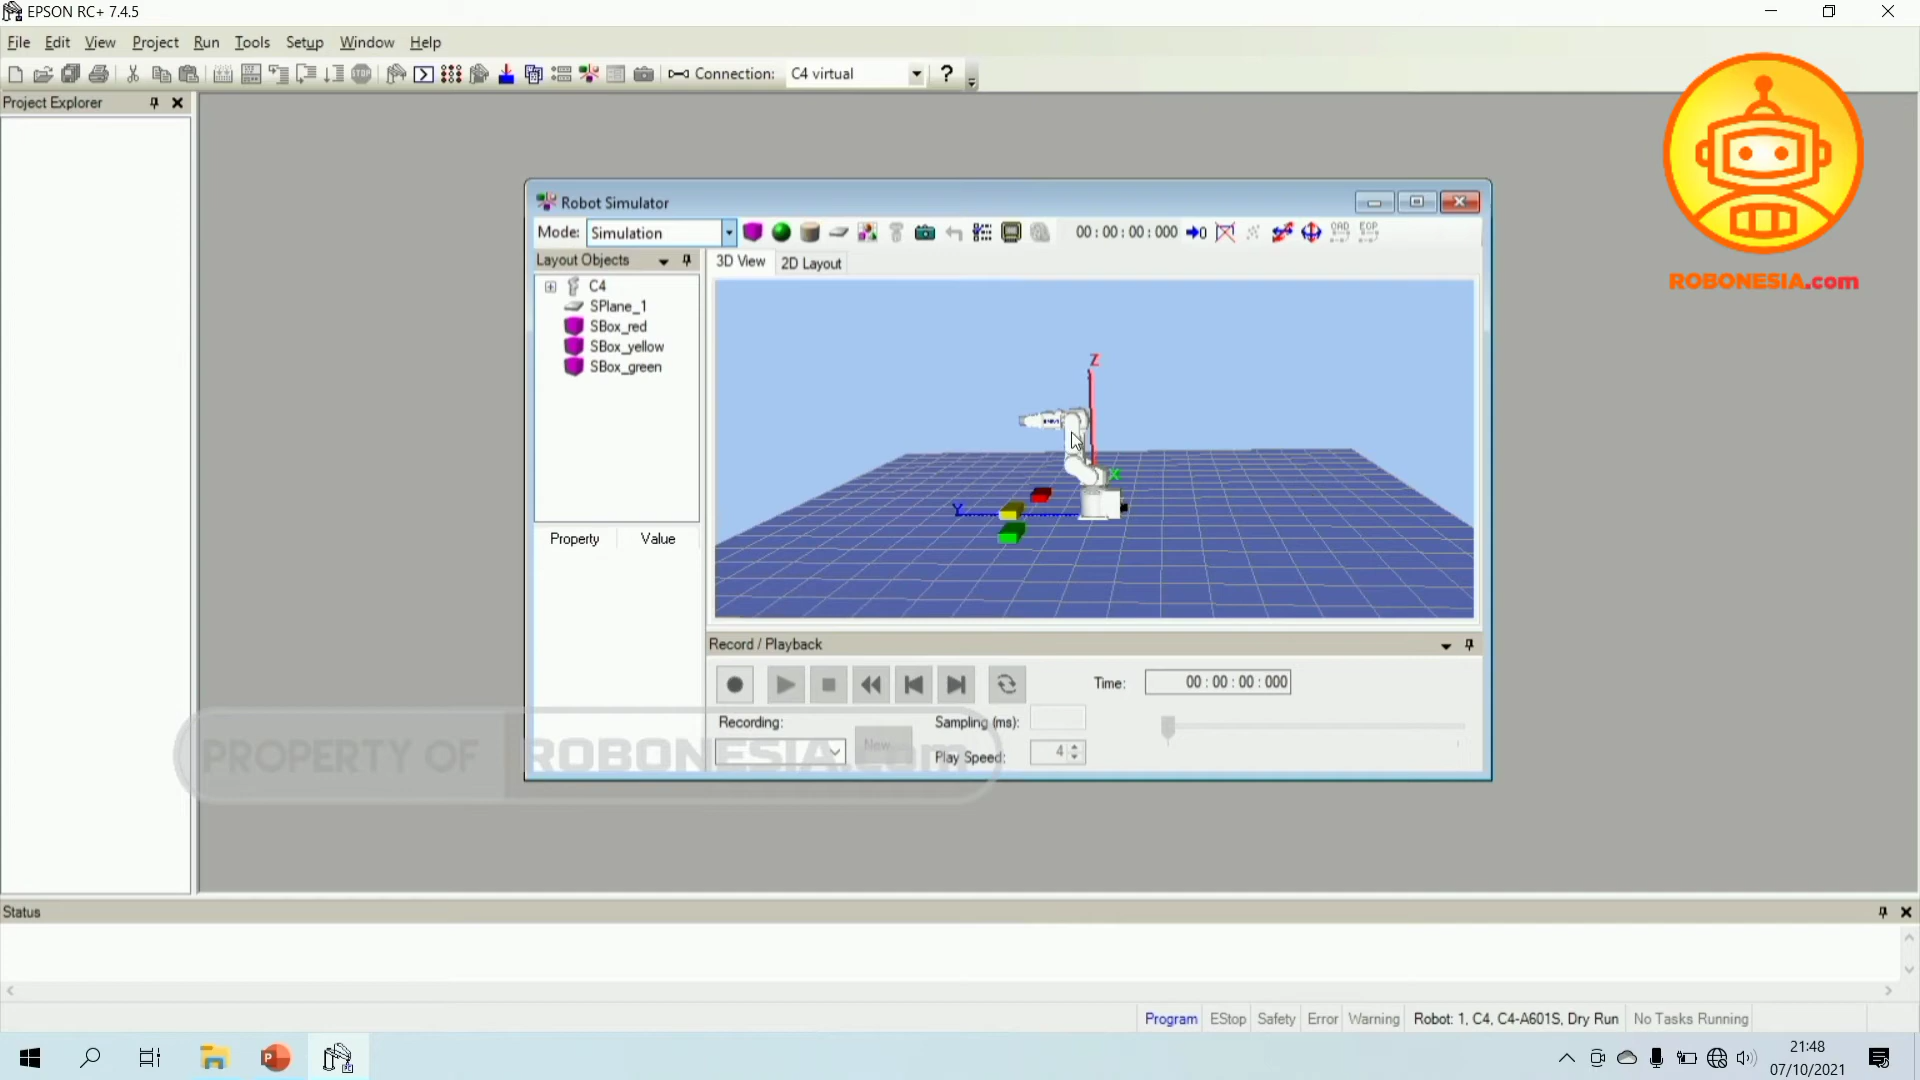 EPSON RC+ 7.4.5
File Edit View Project Run Tools Setup Window Help
Connection: C4 virtual
Project Explorer
ROBONESIA.com
Robot Simulator
Mode: Simulation
00 : 00 : 00 : 000
Layout Objects
3D View 2D Layout
C4
SPlane_1
SBox_red
SBox_yellow
SBox_green
Z
X
Y
Property Value
Record / Playback
Time: 00 : 00 : 00 : 000
Recording:
Sampling (ms):
New...
Play Speed: 4
PROPERTY OF ROBONESIA.com
Status
Program EStop Safety Error Warning Robot: 1, C4, C4-A601S, Dry Run No Tasks Running
21:48
07/10/2021